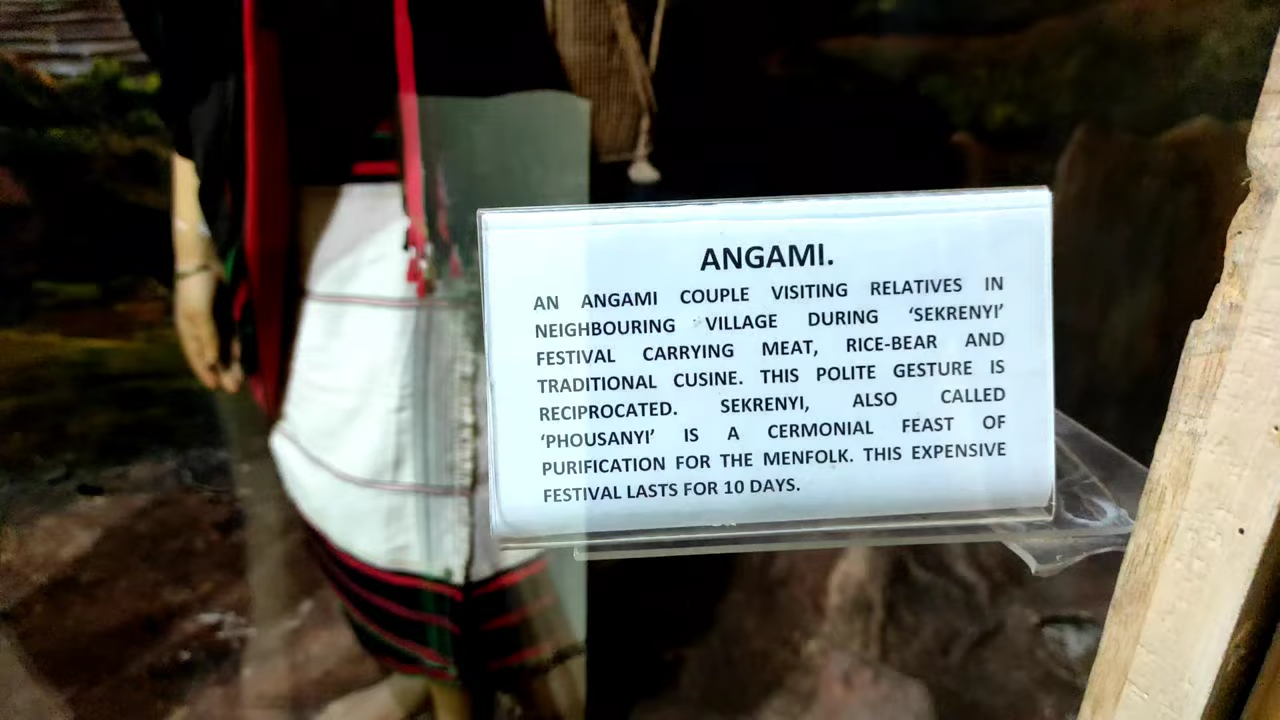 ANGAMI.
AN ANGAMI COUPLE VISITING RELATIVES IN
NEIGHBOURING VILLAGE DURING ‘SEKRENYI’
FESTIVAL CARRYING MEAT, RICE-BEAR AND
TRADITIONAL CUSINE. THIS POLITE GESTURE IS
RECIPROCATED. SEKRENYI, ALSO CALLED
‘PHOUSANYI’ IS A CERMONIAL FEAST OF
PURIFICATION FOR THE MENFOLK. THIS EXPENSIVE
FESTIVAL LASTS FOR 10 DAYS.